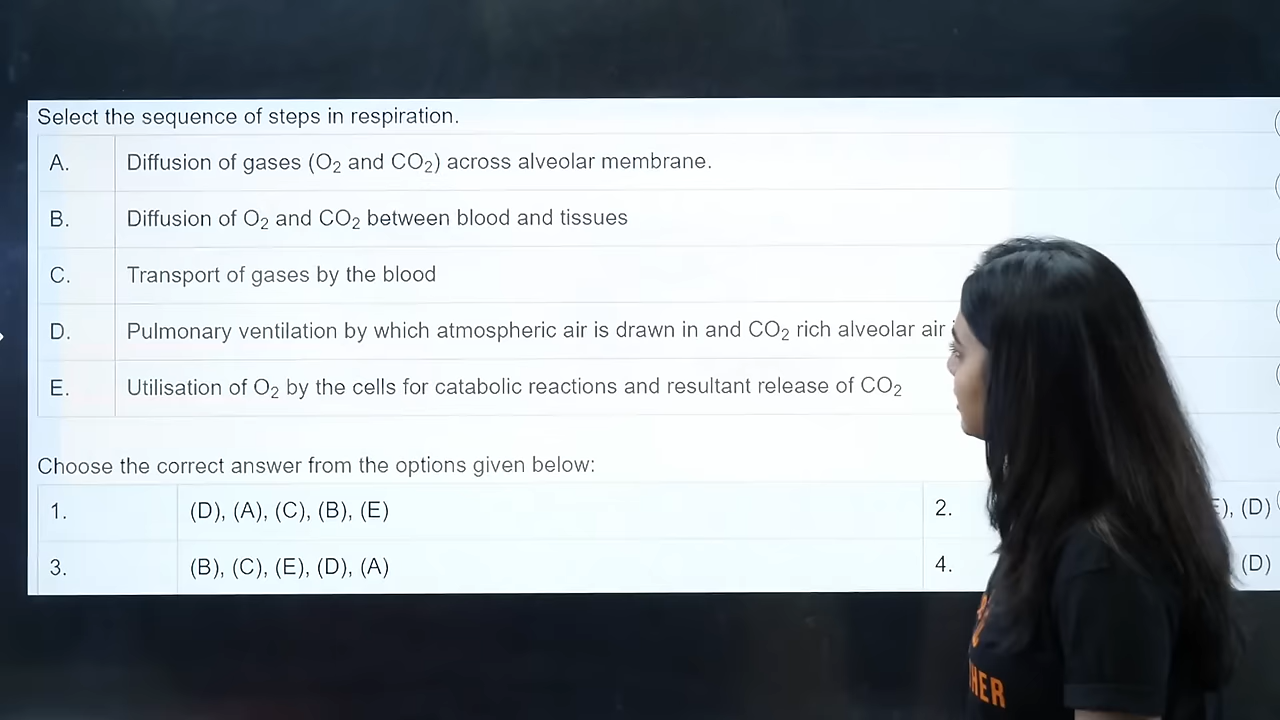 Select the sequence of steps in respiration.
A. Diffusion of gases (O₂ and CO₂) across alveolar membrane.
B. Diffusion of O₂ and CO₂ between blood and tissues
C. Transport of gases by the blood
D. Pulmonary ventilation by which atmospheric air is drawn in and CO₂ rich alveolar air
E. Utilisation of O₂ by the cells for catabolic reactions and resultant release of CO₂
Choose the correct answer from the options given below:
1. (D), (A), (C), (B), (E) 2. , (D)
3. (B), (C), (E), (D), (A) 4. (D)